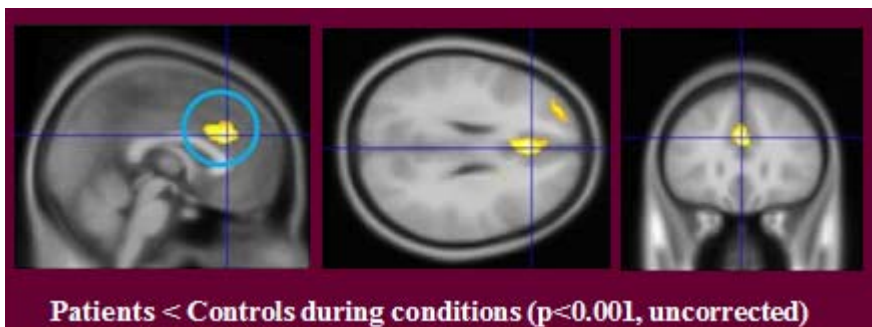 Patients < Controls during conditions (p<0.001, uncorrected)